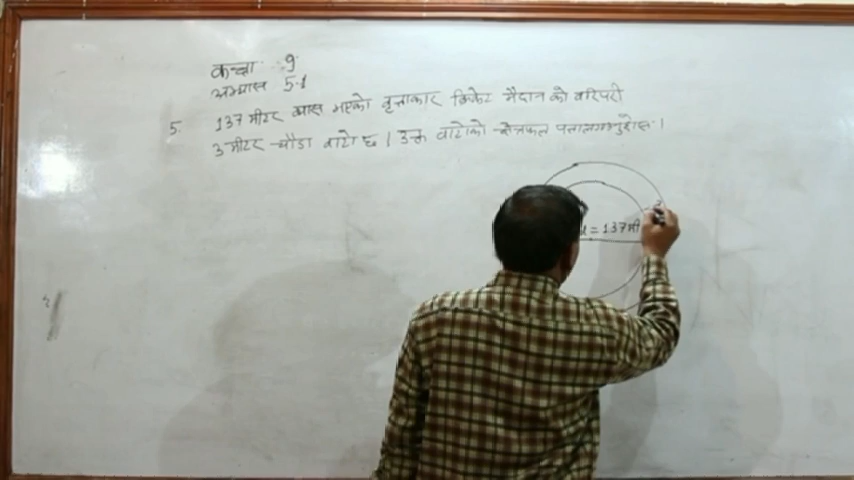 कक्षा 9
अभ्यास 5.1
5. 137 मीटर व्यास भएको वृत्ताकार क्रिकेट मैदान को वरिपरी
3 मीटर चौडा बाटो छ । उक्त बाटोको क्षेत्रफल पत्तालगाउनुहोस ।
d = 137 मी